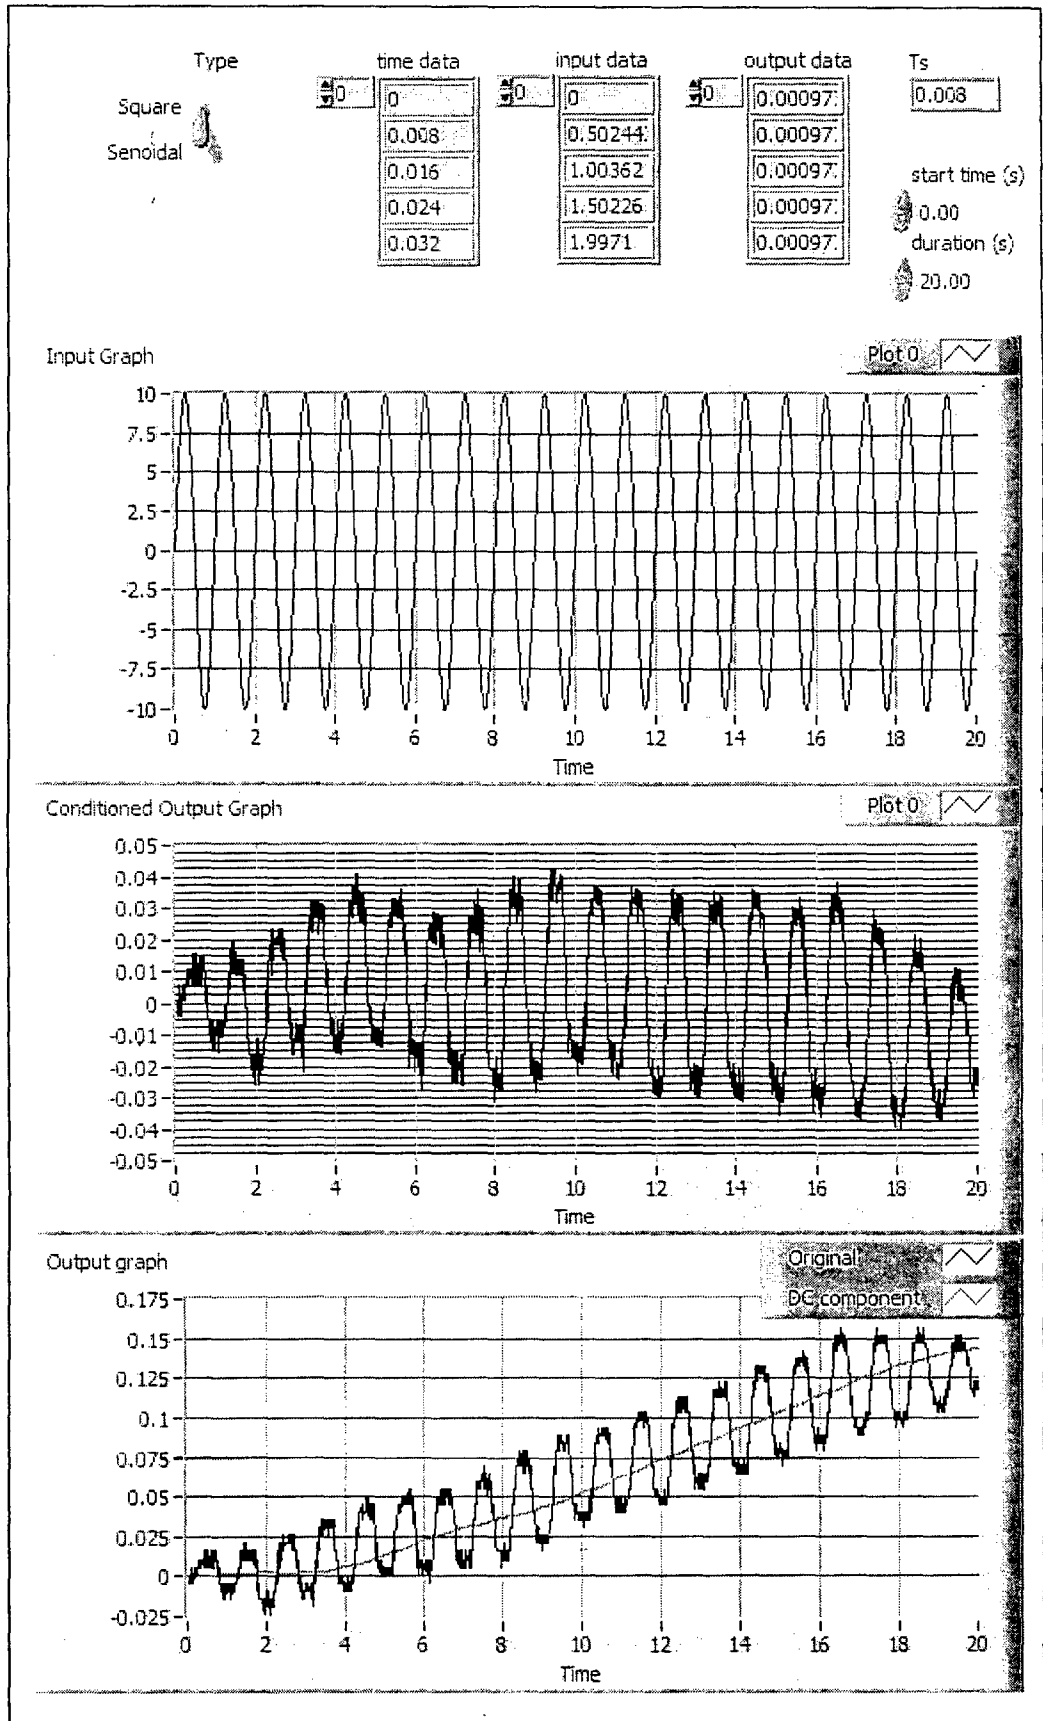 Type
time data
input data
output data
Ts
Square
Senoidal
0
0
0.008
0.016
0.024
0.032
0
0
0.50244
1.00362
1.50226
1.9971
0
0.00097
0.00097
0.00097
0.00097
0.00097
0.008
start time (s)
0.00
duration (s)
20.00
Input Graph
Plot 0
10
7.5
5
2.5
0
-2.5
-5
-7.5
-10
0 2 4 6 8 10 12 14 16 18 20
Time
Conditioned Output Graph
Plot 0
0.05
0.04
0.03
0.02
0.01
0
-0.01
-0.02
-0.03
-0.04
-0.05
0 2 4 6 8 10 12 14 16 18 20
Time
Output graph
Original
DC component
0.175
0.15
0.125
0.1
0.075
0.05
0.025
0
-0.025
0 2 4 6 8 10 12 14 16 18 20
Time